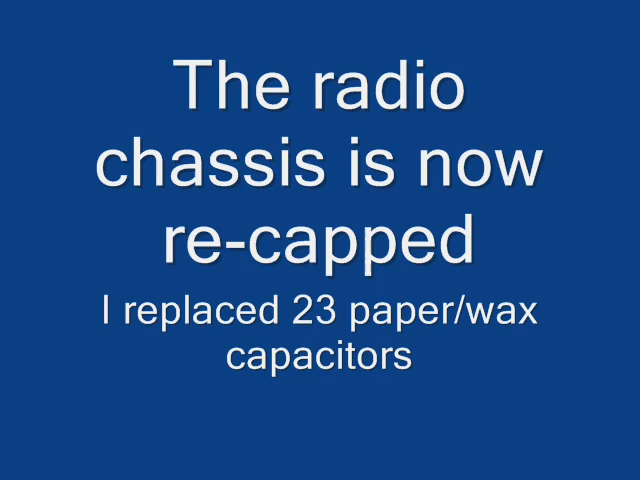 The radio
chassis is now
re-capped
I replaced 23 paper/wax
capacitors